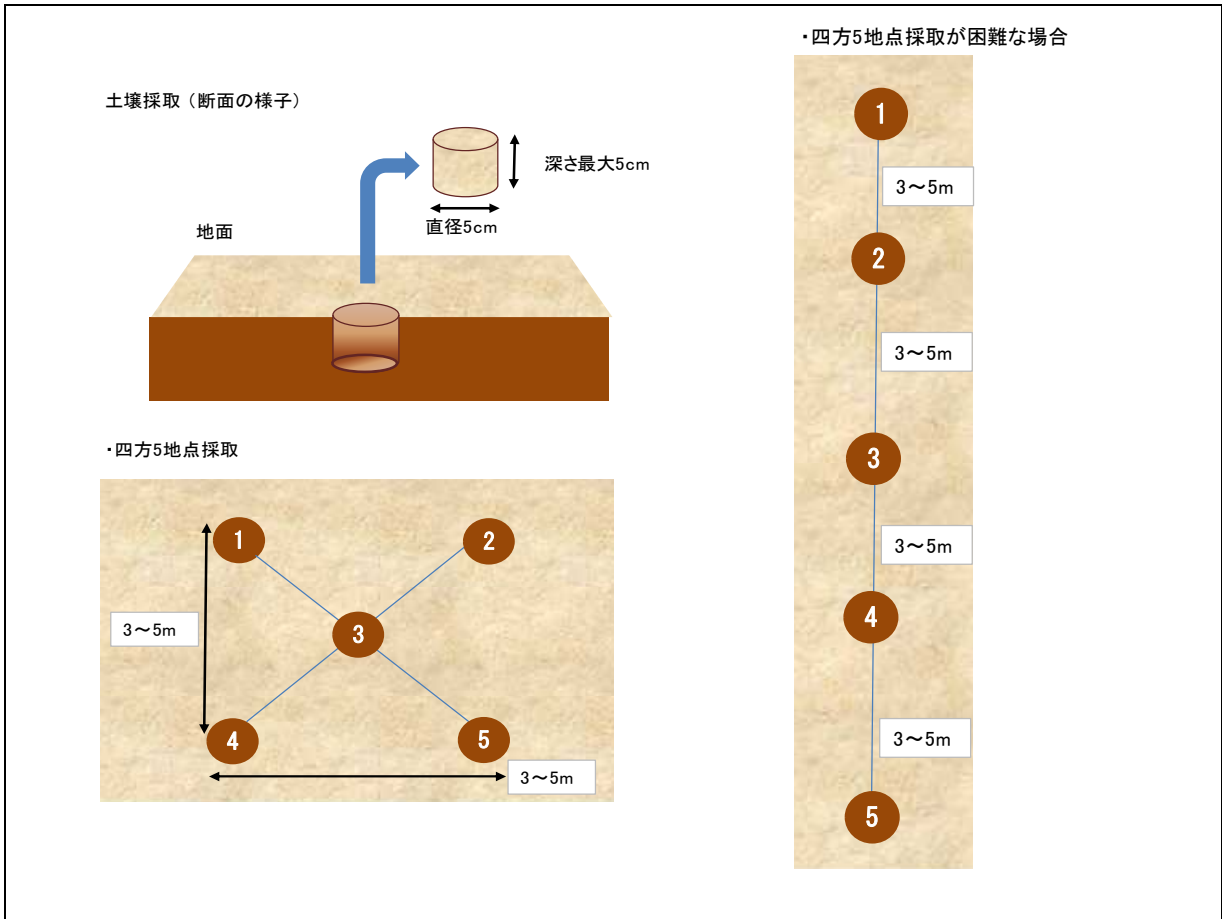 土壌採取（断面の様子）
深さ最大5cm
直径5cm
地面
・四方5地点採取
1
2
3
4
5
3～5m
3～5m
・四方5地点採取が困難な場合
1
3～5m
2
3～5m
3
3～5m
4
3～5m
5